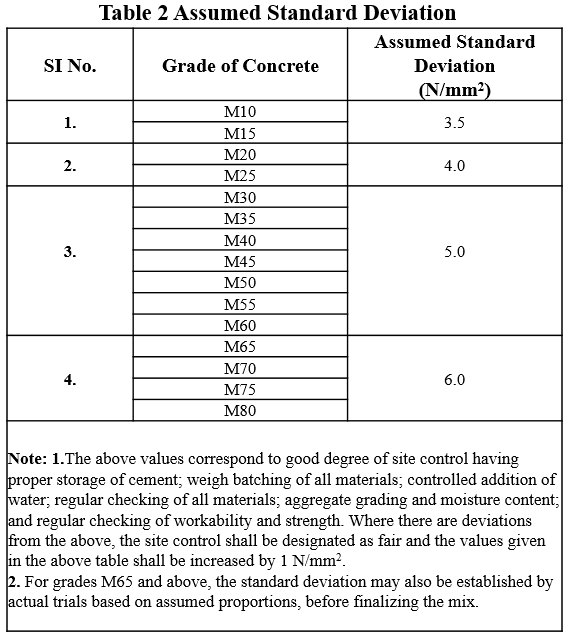 Table 2 Assumed Standard Deviation
SI No.
Grade of Concrete
Assumed Standard
Deviation
(N/mm²)
1.
M10
M15
3.5
2.
M20
M25
4.0
3.
M30
M35
M40
M45
M50
M55
M60
5.0
4.
M65
M70
M75
M80
6.0
Note: 1.The above values correspond to good degree of site control having
proper storage of cement; weigh batching of all materials; controlled addition of
water; regular checking of all materials; aggregate grading and moisture content;
and regular checking of workability and strength. Where there are deviations
from the above, the site control shall be designated as fair and the values given
in the above table shall be increased by 1 N/mm².
2. For grades M65 and above, the standard deviation may also be established by
actual trials based on assumed proportions, before finalizing the mix.